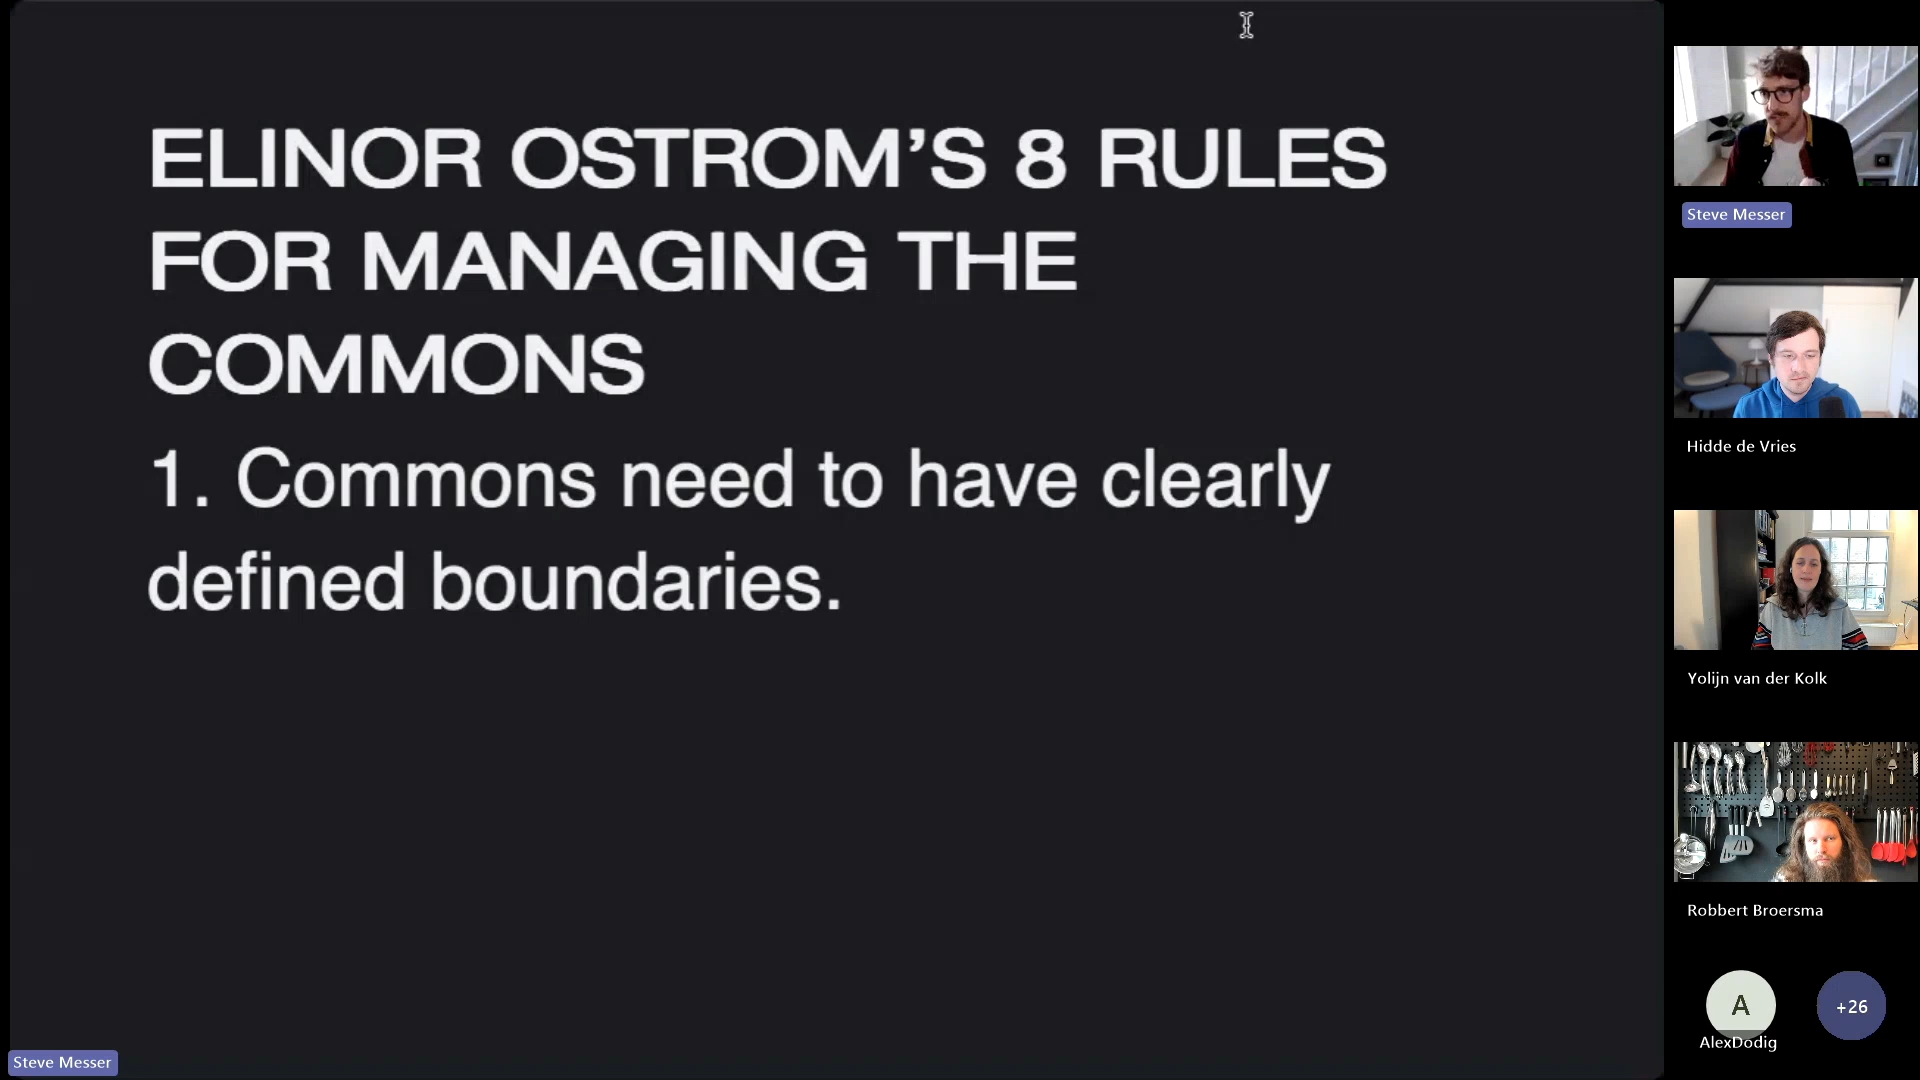 ELINOR OSTROM’S 8 RULES
FOR MANAGING THE
COMMONS
1. Commons need to have clearly
defined boundaries.
Steve Messer
Steve Messer
Hidde de Vries
Yolijn van der Kolk
Robbert Broersma
A
+26
AlexDodig